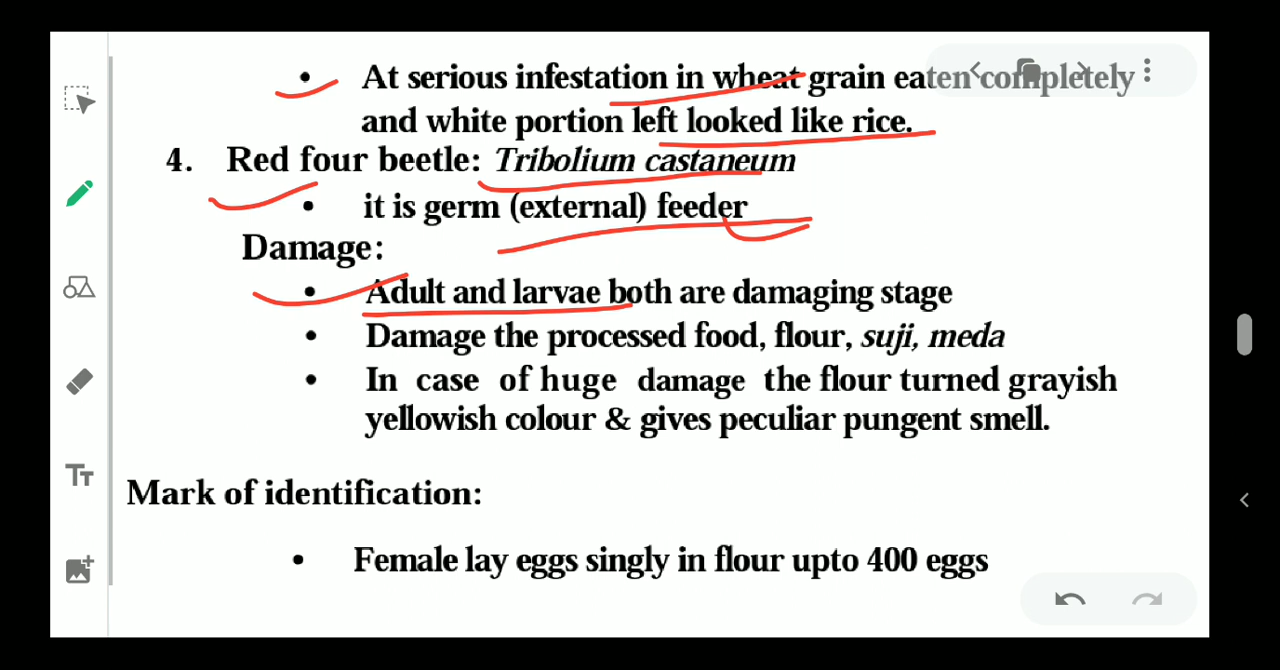 • At serious infestation in wheat grain eaten completely
and white portion left looked like rice.
4. Red four beetle: Tribolium castaneum
• it is germ (external) feeder
Damage:
• Adult and larvae both are damaging stage
• Damage the processed food, flour, suji, meda
• In case of huge damage the flour turned grayish
yellowish colour & gives peculiar pungent smell.
Mark of identification:
• Female lay eggs singly in flour upto 400 eggs
TT